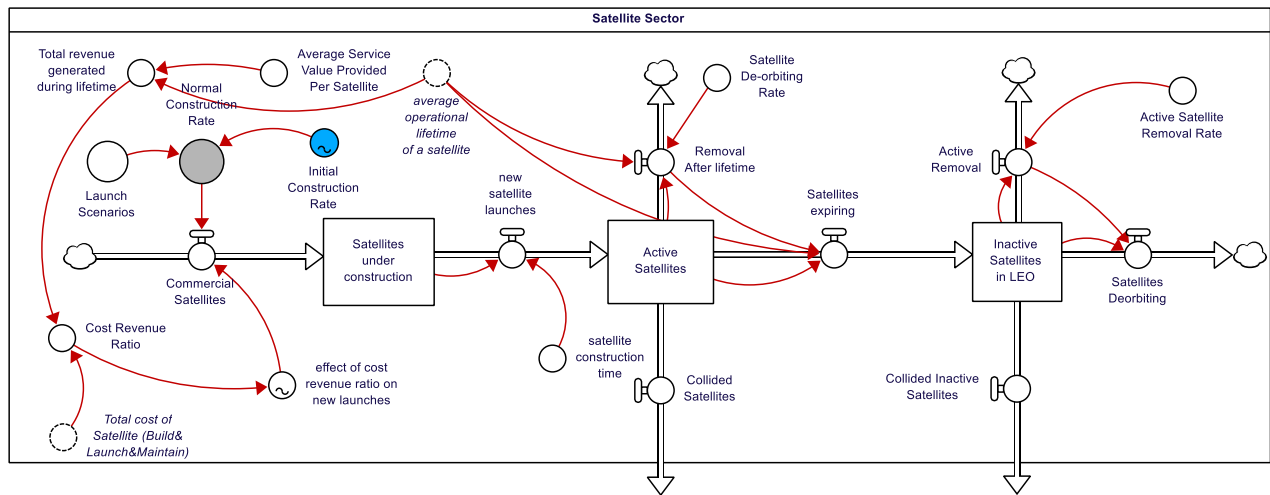 Satellite Sector
Total revenue
generated
during lifetime
Average Service
Value Provided
Per Satellite
Normal
Construction
Rate
average
operational
lifetime
of a satellite
Satellite
De-orbiting
Rate
Active Satellite
Removal Rate
Launch
Scenarios
Initial
Construction
Rate
new
satellite
launches
Removal
After lifetime
Satellites
expiring
Active
Removal
Satellites
under
construction
Active
Satellites
Inactive
Satellites
in LEO
Commercial
Satellites
Satellites
Deorbiting
Cost Revenue
Ratio
effect of cost
revenue ratio on
new launches
satellite
construction
time
Collided
Satellites
Collided Inactive
Satellites
Total cost of
Satellite (Build&
Launch&Maintain)